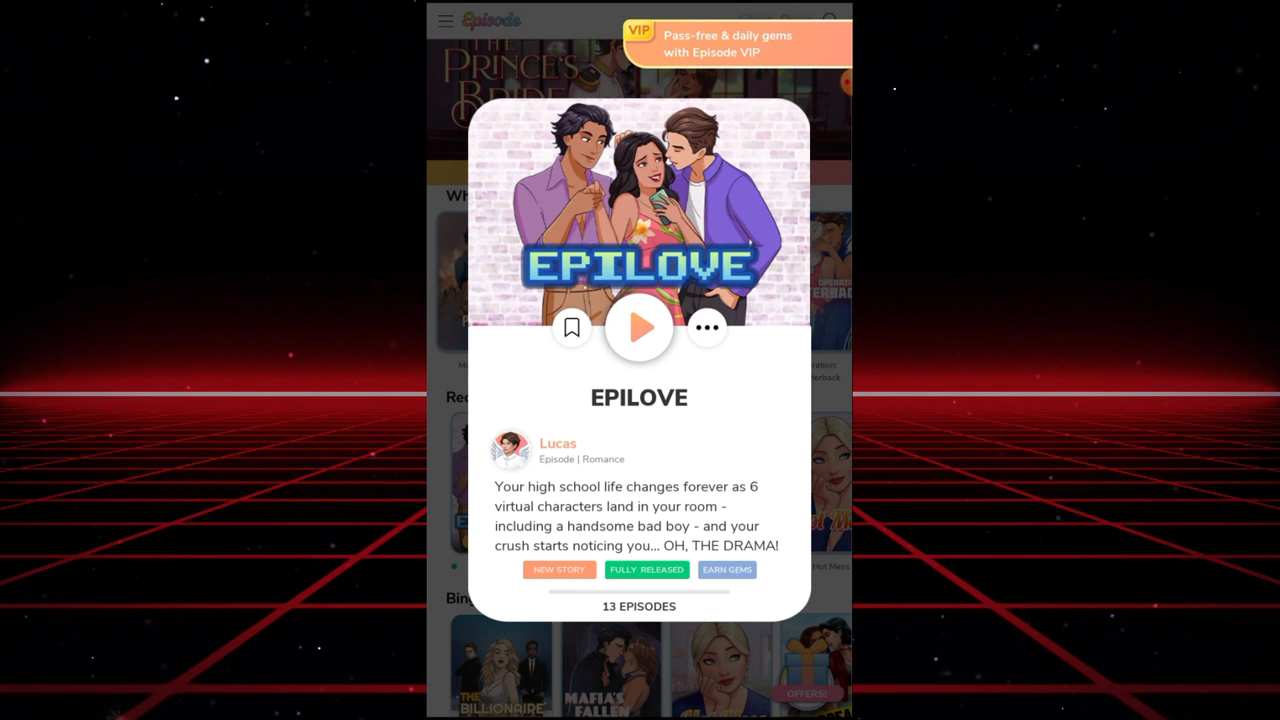 Episode
VIP
Pass-free & daily gems
with Episode VIP
THE
PRINCE'S
BRIDE
EPILOVE
EPILOVE
Lucas
Episode | Romance
Your high school life changes forever as 6
virtual characters land in your room -
including a handsome bad boy - and your
crush starts noticing you... OH, THE DRAMA!
NEW STORY
FULLY RELEASED
EARN GEMS
13 EPISODES
Hot Mess
THE
BILLIONAIRE
MAFIA'S
FALLEN
OFFERS!